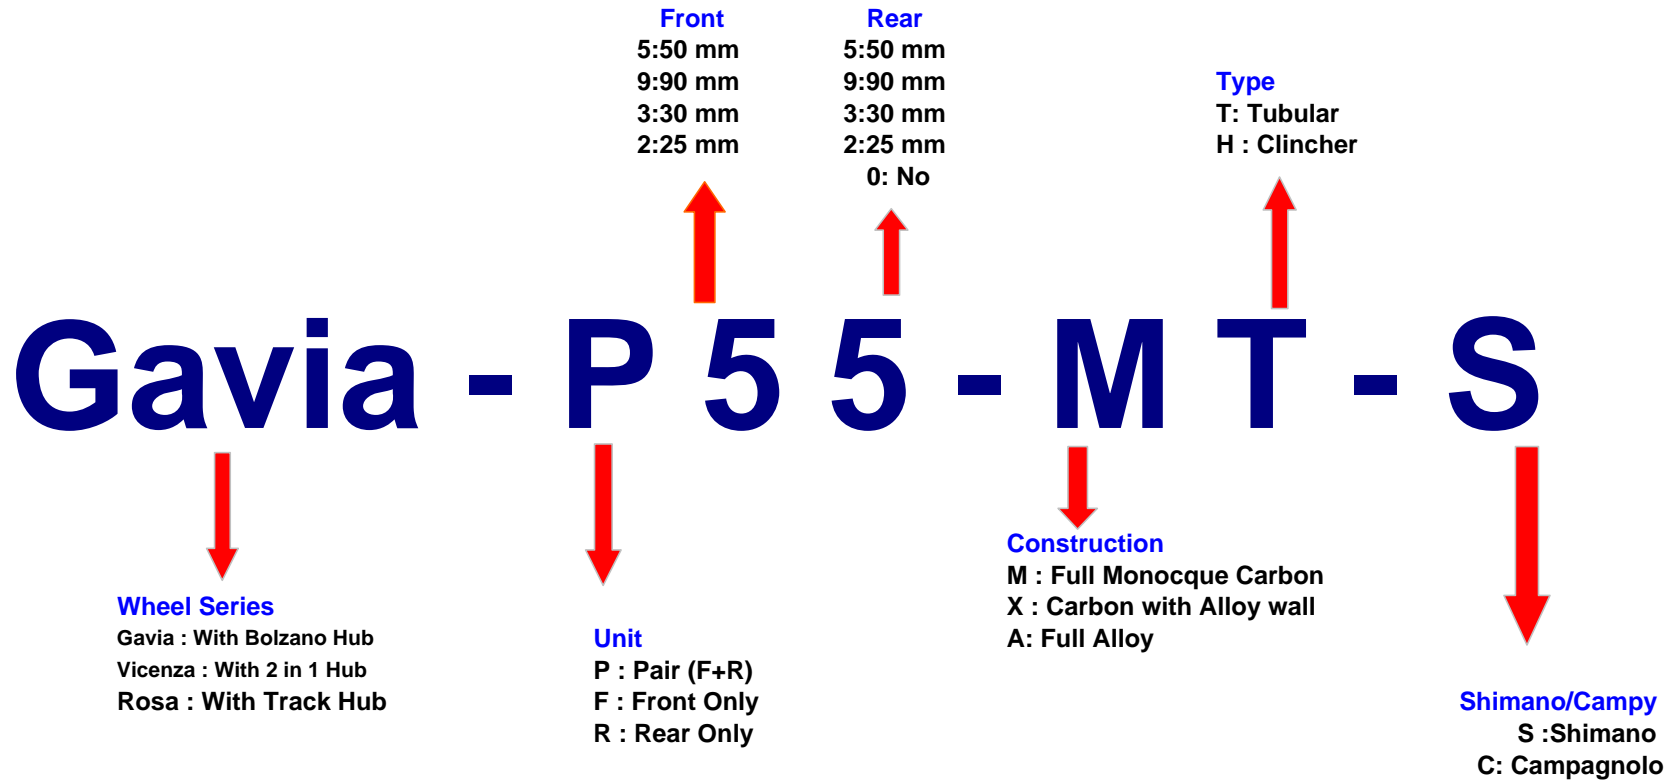 Front
5:50 mm
9:90 mm
3:30 mm
2:25 mm
Rear
5:50 mm
9:90 mm
3:30 mm
2:25 mm
0: No
Type
T: Tubular
H : Clincher
Gavia - P 5 5 - M T - S
Wheel Series
Gavia : With Bolzano Hub
Vicenza : With 2 in 1 Hub
Rosa : With Track Hub
Unit
P : Pair (F+R)
F : Front Only
R : Rear Only
Construction
M : Full Monocque Carbon
X : Carbon with Alloy wall
A: Full Alloy
Shimano/Campy
S :Shimano
C: Campagnolo